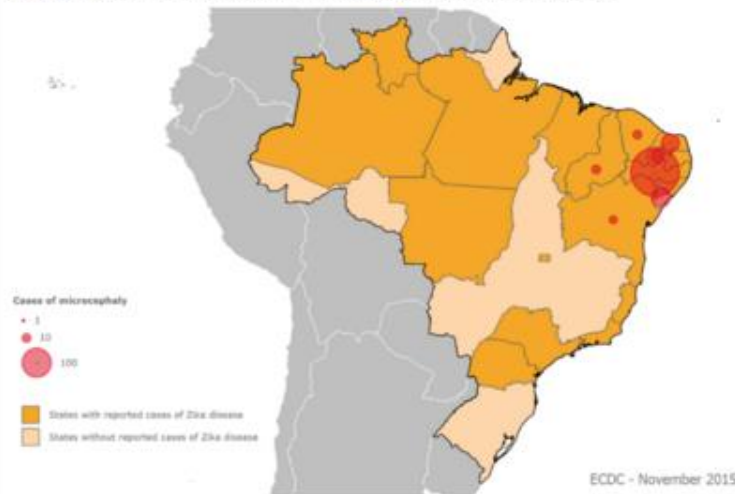 Cases of microcephaly
1
10
100
States with reported cases of Zika disease
States without reported cases of Zika disease
ECDC - November 2015